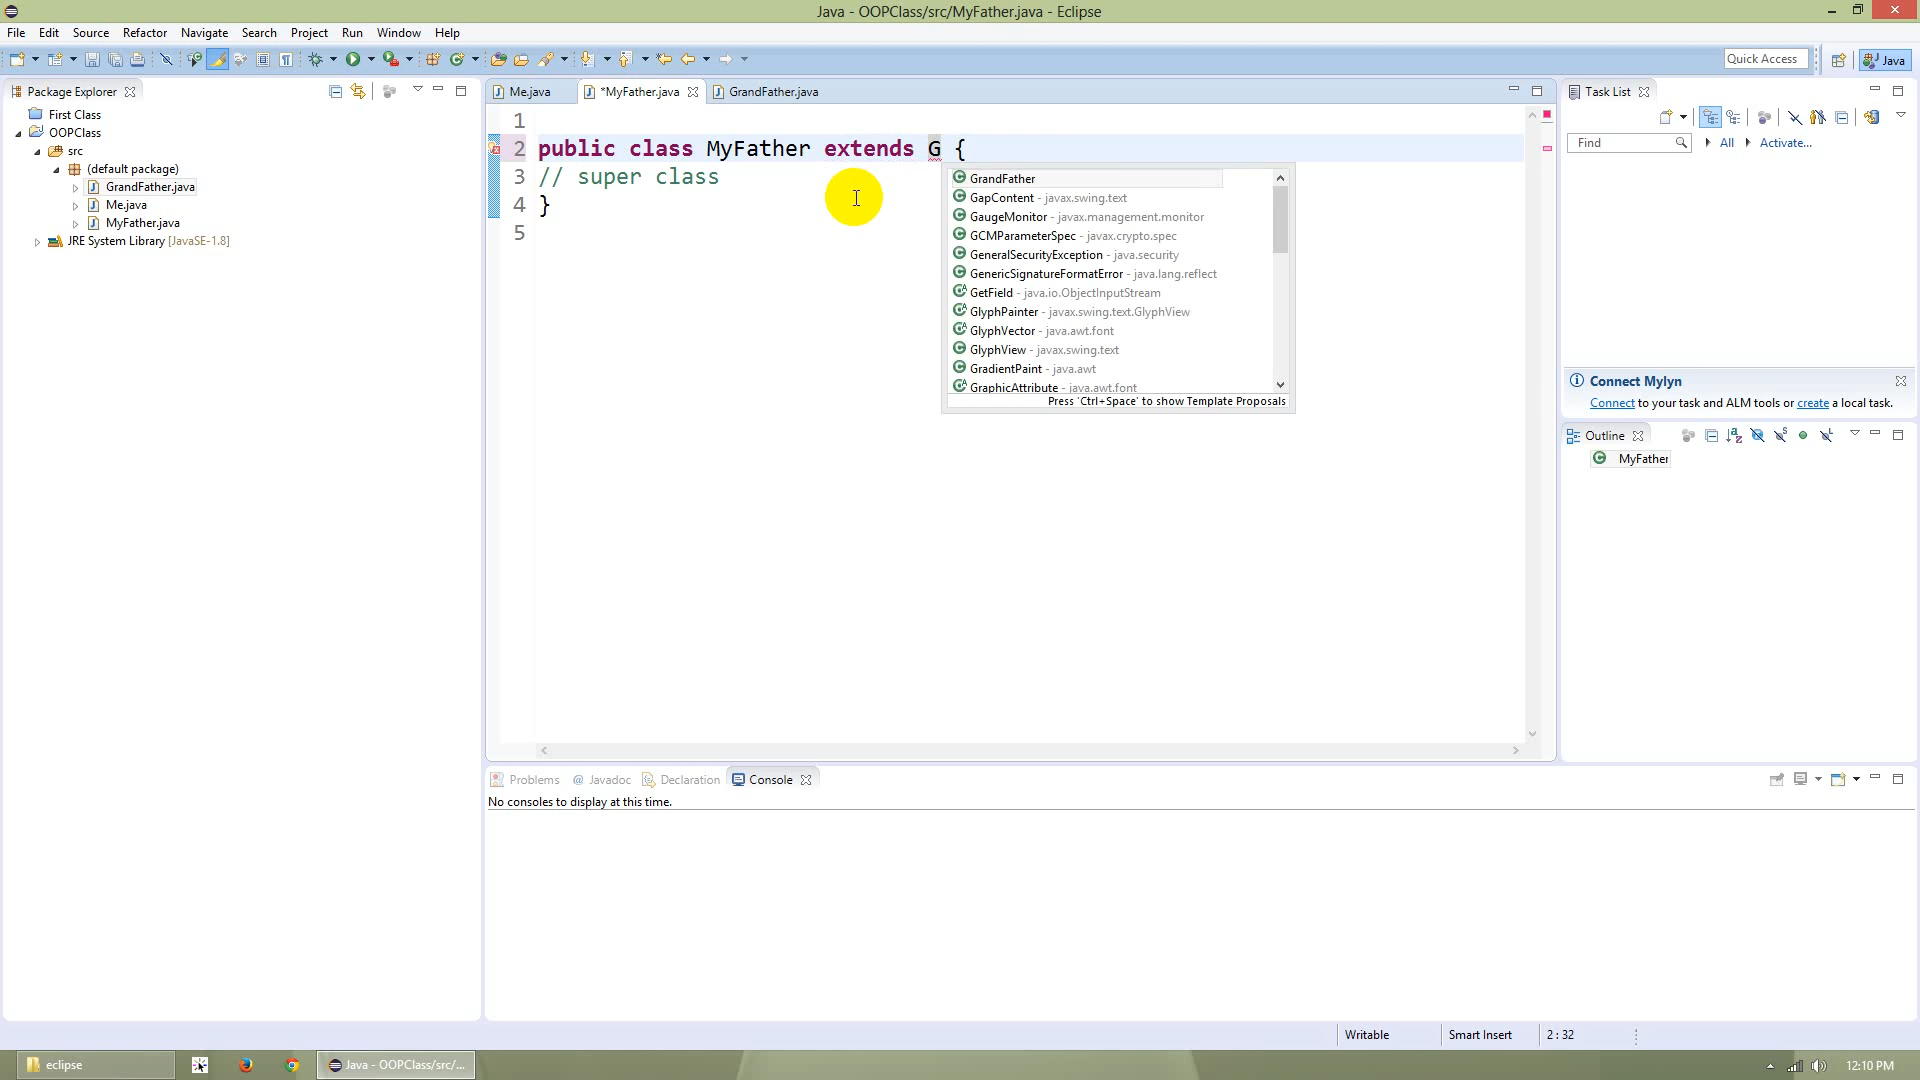 Java - OOPClass/src/MyFather.java - Eclipse
File Edit Source Refactor Navigate Search Project Run Window Help
Quick Access
Java
Package Explorer
First Class
OOPClass
src
(default package)
GrandFather.java
Me.java
MyFather.java
JRE System Library [JavaSE-1.8]
Me.java *MyFather.java GrandFather.java
1
2 public class MyFather extends G {
3 // super class
4 }
5
GrandFather
GapContent - javax.swing.text
GaugeMonitor - javax.management.monitor
GCMParameterSpec - javax.crypto.spec
GeneralSecurityException - java.security
GenericSignatureFormatError - java.lang.reflect
GetField - java.io.ObjectInputStream
GlyphPainter - javax.swing.text.GlyphView
GlyphVector - java.awt.font
GlyphView - javax.swing.text
GradientPaint - java.awt
GraphicAttribute - java.awt.font
Press 'Ctrl+Space' to show Template Proposals
Task List
Find All Activate...
Connect Mylyn
Connect to your task and ALM tools or create a local task.
Outline
MyFather
Problems @ Javadoc Declaration Console
No consoles to display at this time.
Writable Smart Insert 2 : 32
eclipse Java - OOPClass/src/... 12:10 PM